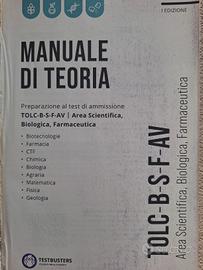 I EDIZIONE
MANUALE
DI TEORIA
Preparazione al test di ammissione
TOLC-B-S-F-AV | Area Scientifica,
Biologica, Farmaceutica
• Biotecnologie
• Farmacia
• CTF
• Chimica
• Biologia
• Agraria
• Matematica
• Fisica
• Geologia
TESTBUSTERS
TOLC-B-S-F-AV
Area Scientifica, Biologica, Farmaceutica